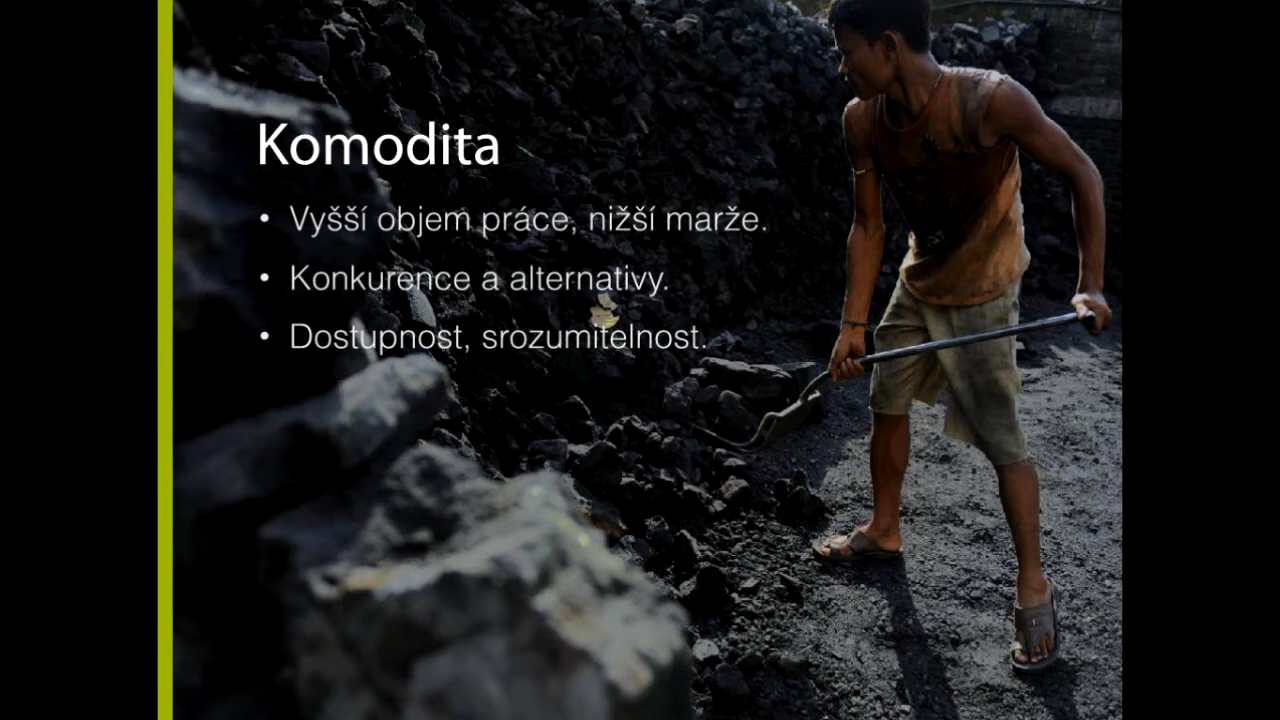 Komodita
• Vyšší objem práce, nižší marže.
• Konkurence a alternativy.
• Dostupnost, srozumitelnost.